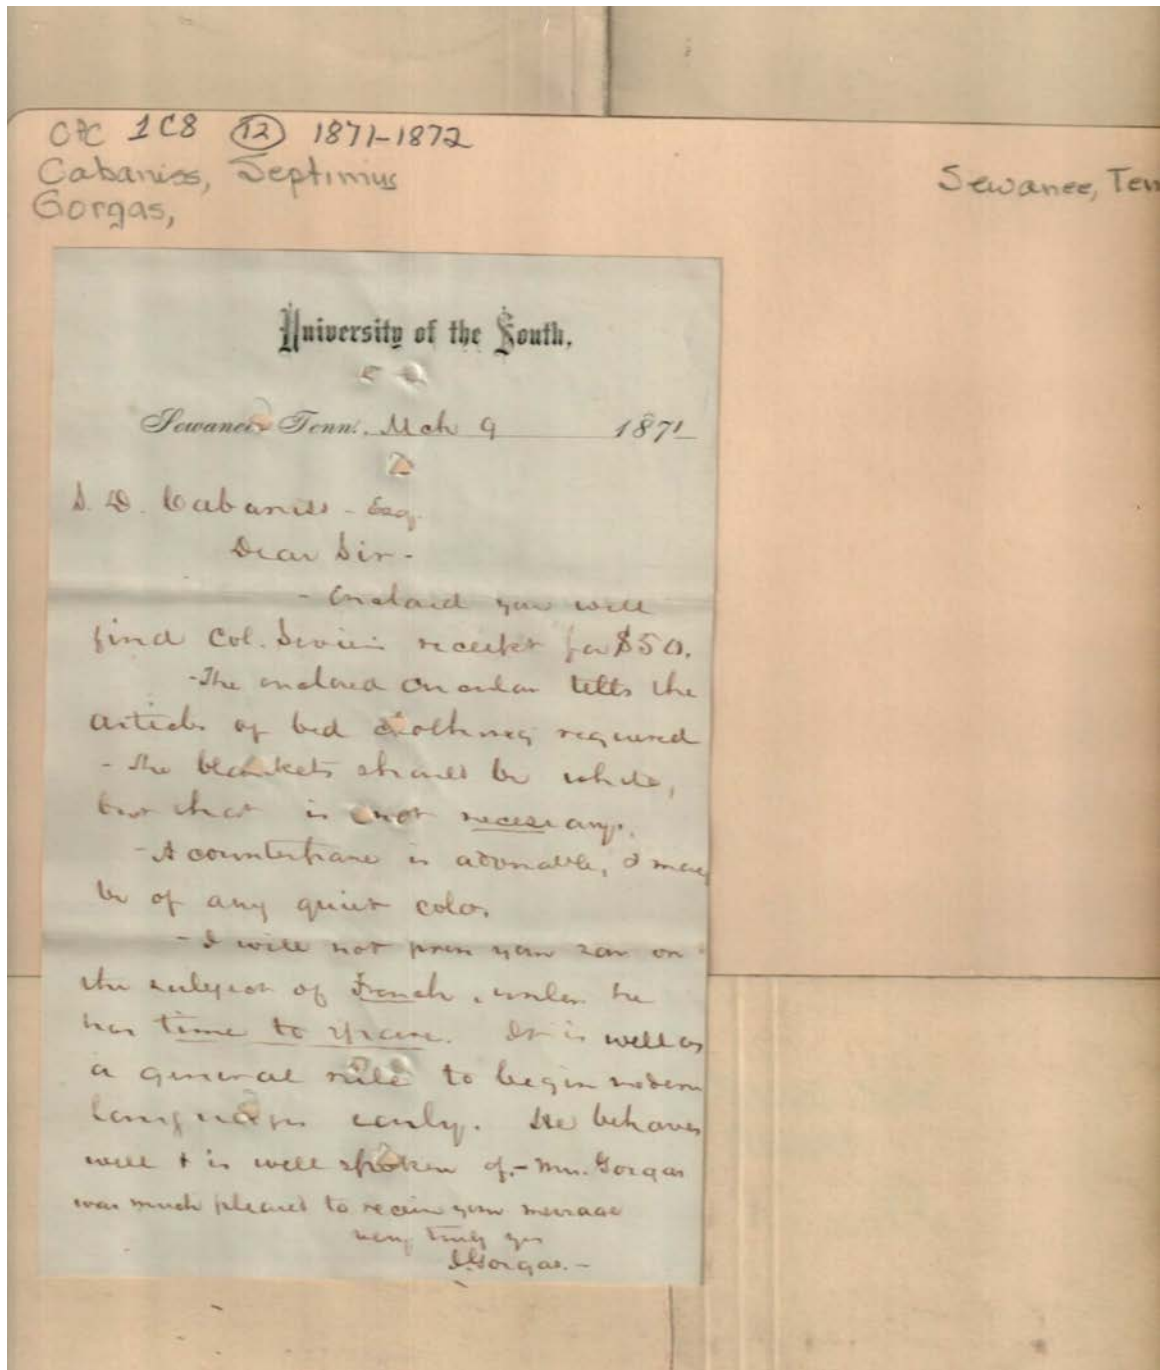 CPC 1C8 (12) 1871-1872
Cabaniss, Septimus
Gorgas,
Sewanee, Ten
University of the South.
Sewanee Tenn. Mch 9 1871
S. D. Cabaniss - Esq.
Dear Sir -
- Enclosed you will
find Col. Sevier's receipt for $50.
- The enclosed circular tells the
articles of bed clothing required
- The blankets should be white,
but that is not necessary.
- A counterpane is advisable, & may
be of any quiet color.
- I will not press your son on
the subject of French, unless he
has time to spare. It is well as
a general rule to begin modern
languages early. He behaves
well & is well spoken of. - Mrs. Gorgas
was much pleased to receive your message
very truly yrs
J. Gorgas. -